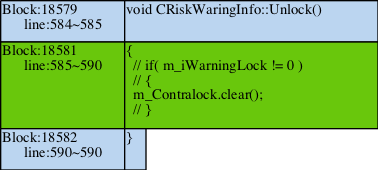 Block:18579
line:584~585
void CRiskWaringInfo::Unlock()
Block:18581
line:585~590
{
// if( m_iWarningLock != 0 )
// {
m_Contralock.clear();
// }
Block:18582
line:590~590
}